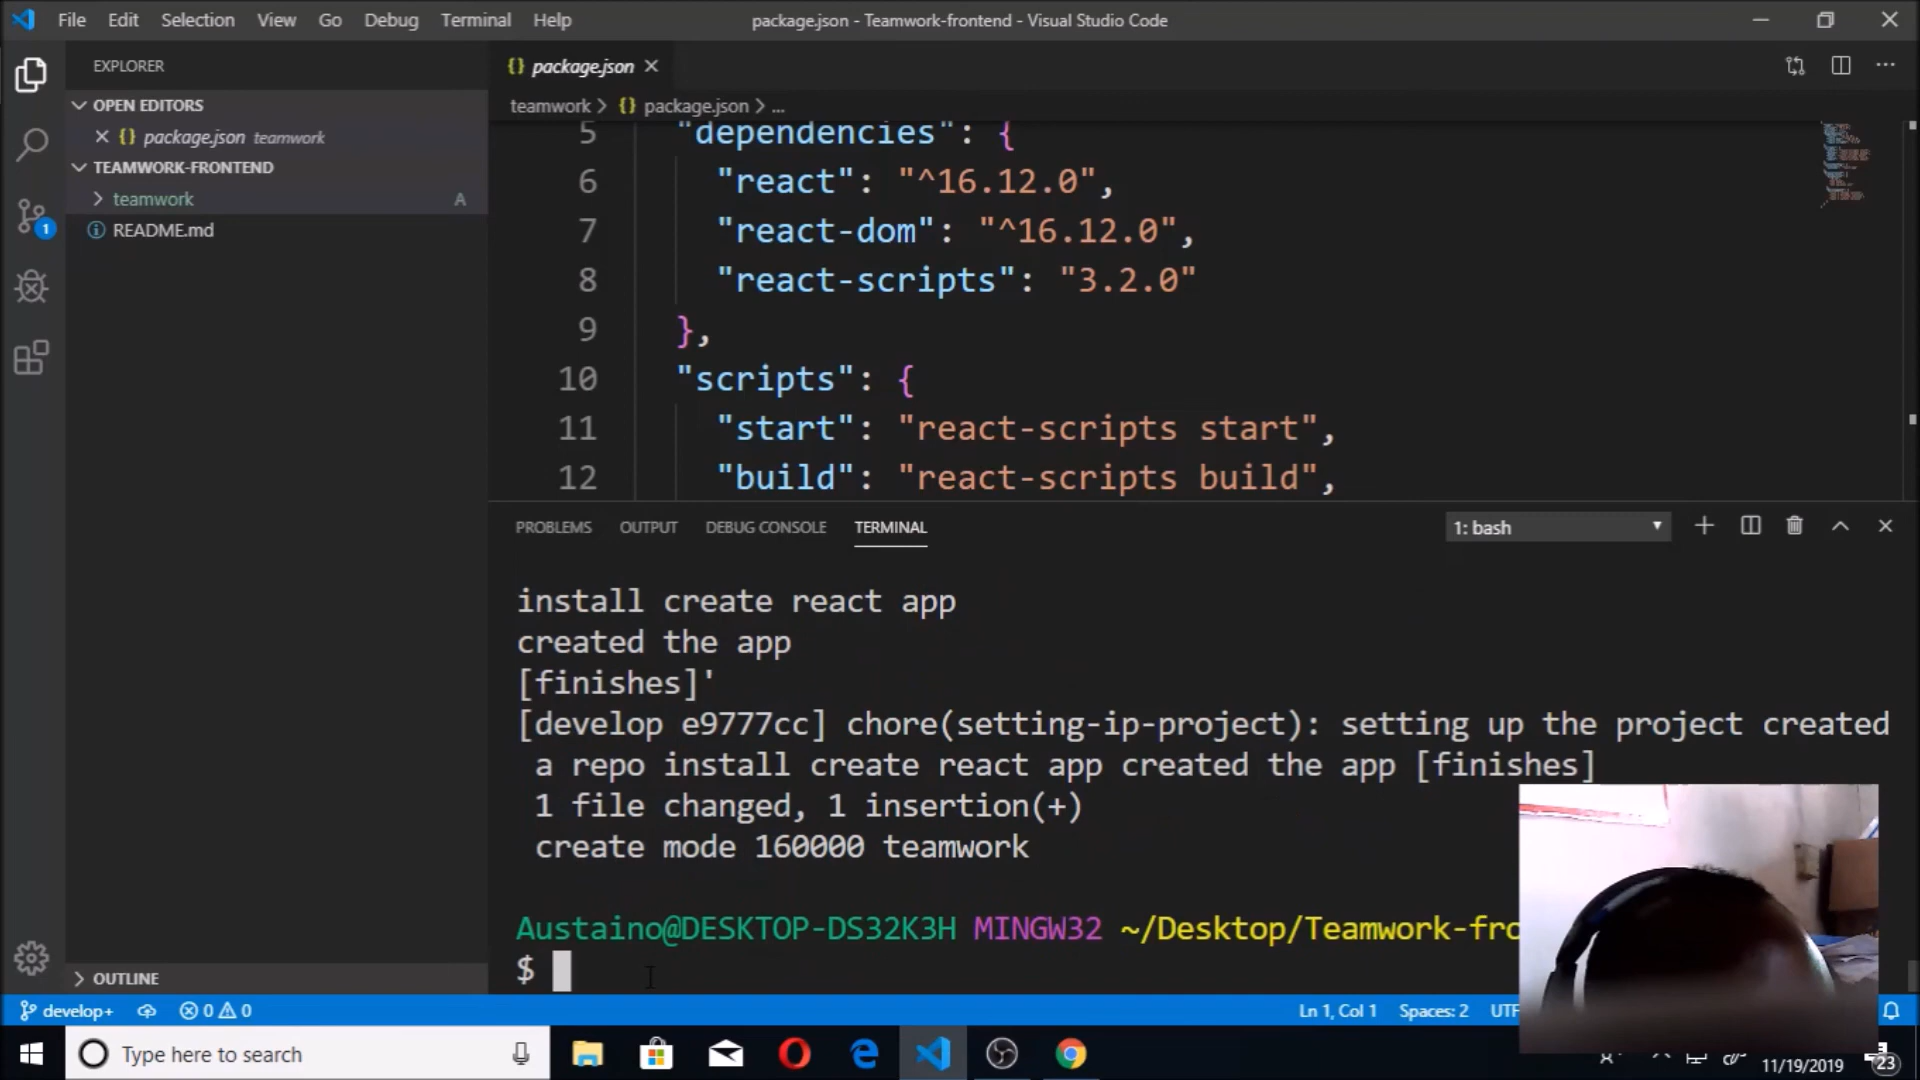 File Edit Selection View Go Debug Terminal Help
package.json - Teamwork-frontend - Visual Studio Code
EXPLORER
OPEN EDITORS
package.json teamwork
TEAMWORK-FRONTEND
teamwork A
README.md
OUTLINE
{} package.json
teamwork > {} package.json > ...
5 "dependencies": {
6 "react": "^16.12.0",
7 "react-dom": "^16.12.0",
8 "react-scripts": "3.2.0"
9 },
10 "scripts": {
11 "start": "react-scripts start",
12 "build": "react-scripts build",
PROBLEMS OUTPUT DEBUG CONSOLE TERMINAL
1: bash
install create react app
created the app
[finishes]'
[develop e9777cc] chore(setting-ip-project): setting up the project created
a repo install create react app created the app [finishes]
1 file changed, 1 insertion(+)
create mode 160000 teamwork
Austaino@DESKTOP-DS32K3H MINGW32 ~/Desktop/Teamwork-fro
$
1
develop+ 0 0 Ln 1, Col 1 Spaces: 2 UTF
Type here to search
11/19/2019
23